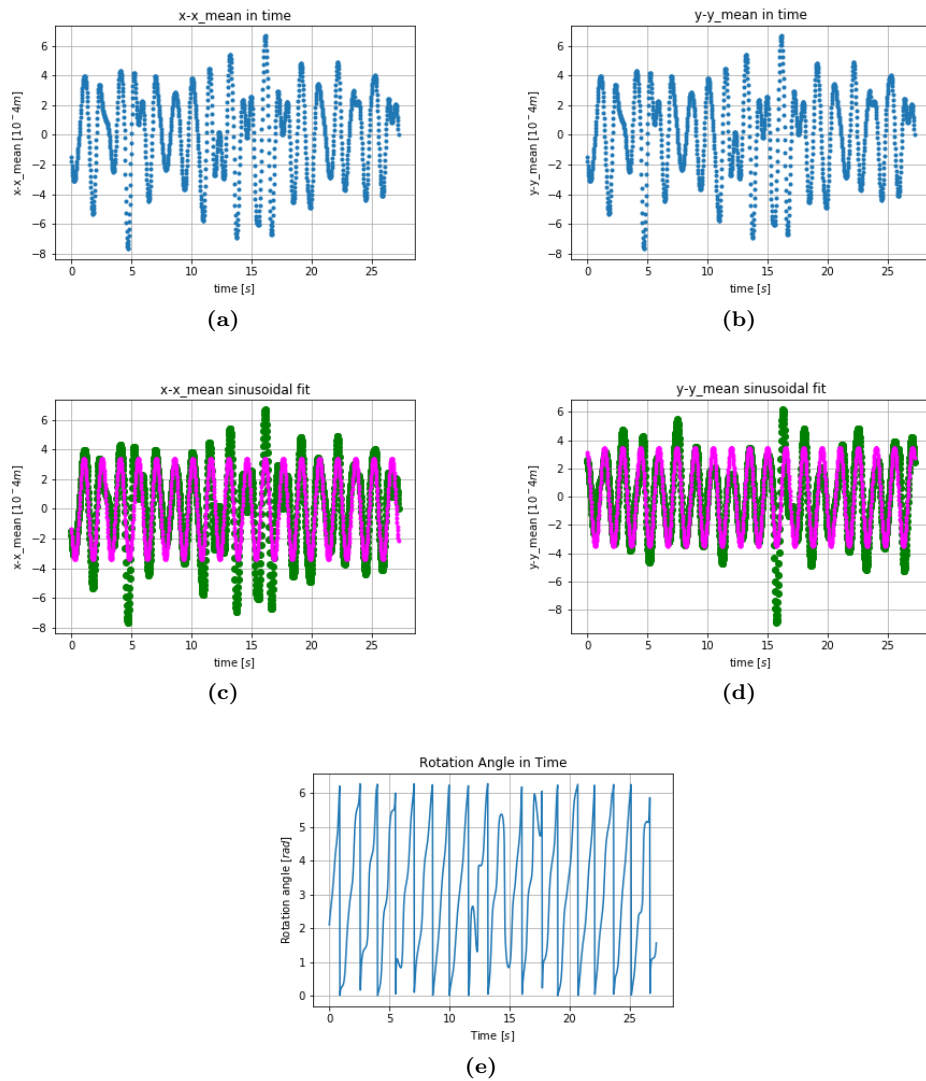 x-x_mean in time
x-x_mean [10^-4m]
6
4
2
0
−2
−4
−6
−8
0 5 10 15 20 25
time [s]
(a)
y-y_mean in time
y-y_mean [10^-4m]
6
4
2
0
−2
−4
−6
−8
0 5 10 15 20 25
time [s]
(b)
x-x_mean sinusoidal fit
x-x_mean [10^-4m]
6
4
2
0
−2
−4
−6
−8
0 5 10 15 20 25
time [s]
(c)
y-y_mean sinusoidal fit
y-y_mean [10^-4m]
6
4
2
0
−2
−4
−6
−8
0 5 10 15 20 25
time [s]
(d)
Rotation Angle in Time
Rotation angle [rad]
6
5
4
3
2
1
0
0 5 10 15 20 25
Time [s]
(e)